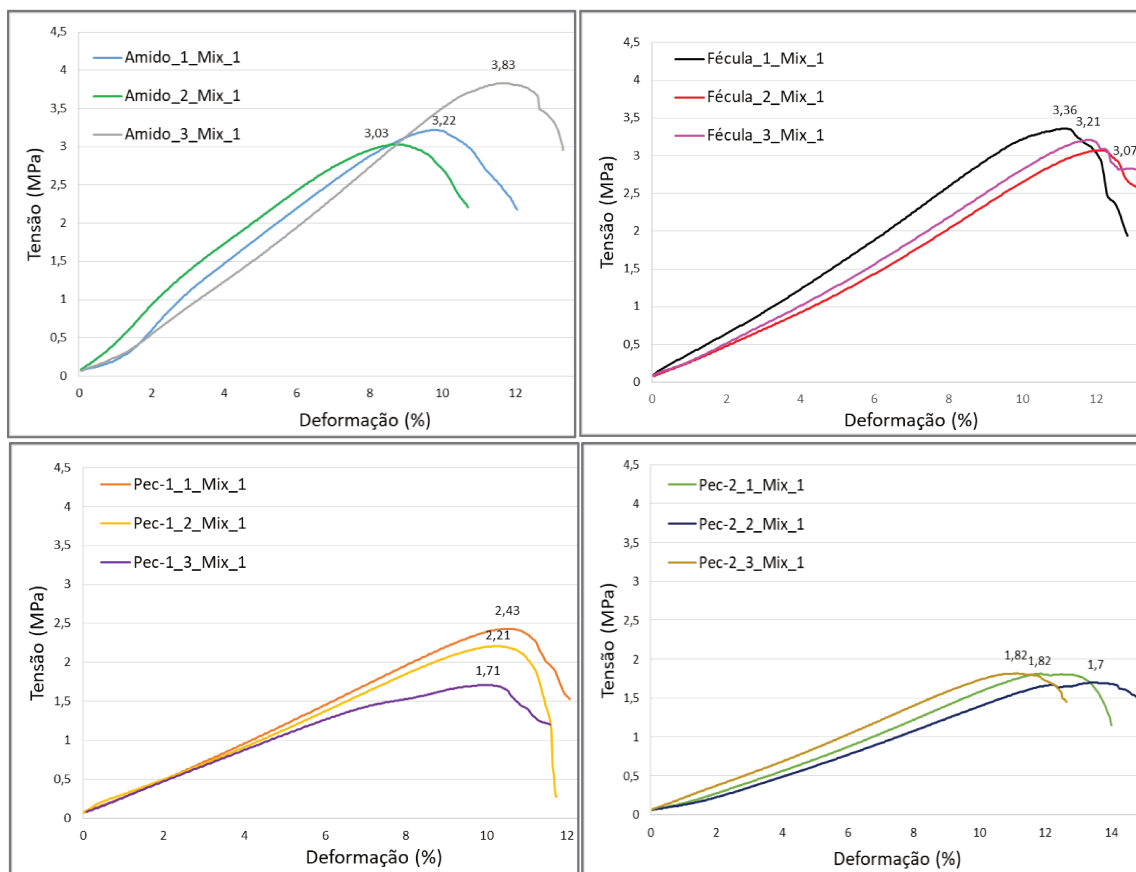 4,5
4
3,5
3
2,5
2
1,5
1
0,5
0
Tensão (MPa)
Amido_1_Mix_1
Amido_2_Mix_1
Amido_3_Mix_1
3,83
3,03
3,22
0 2 4 6 8 10 12
Deformação (%)
4,5
4
3,5
3
2,5
2
1,5
1
0,5
0
Tensão (MPa)
Fécula_1_Mix_1
Fécula_2_Mix_1
Fécula_3_Mix_1
3,36
3,21
3,07
0 2 4 6 8 10 12
Deformação (%)
4,5
4
3,5
3
2,5
2
1,5
1
0,5
0
Tensão (MPa)
Pec-1_1_Mix_1
Pec-1_2_Mix_1
Pec-1_3_Mix_1
2,43
2,21
1,71
0 2 4 6 8 10 12
Deformação (%)
4,5
4
3,5
3
2,5
2
1,5
1
0,5
0
Tensão (MPa)
Pec-2_1_Mix_1
Pec-2_2_Mix_1
Pec-2_3_Mix_1
1,82
1,82
1,7
0 2 4 6 8 10 12 14
Deformação (%)